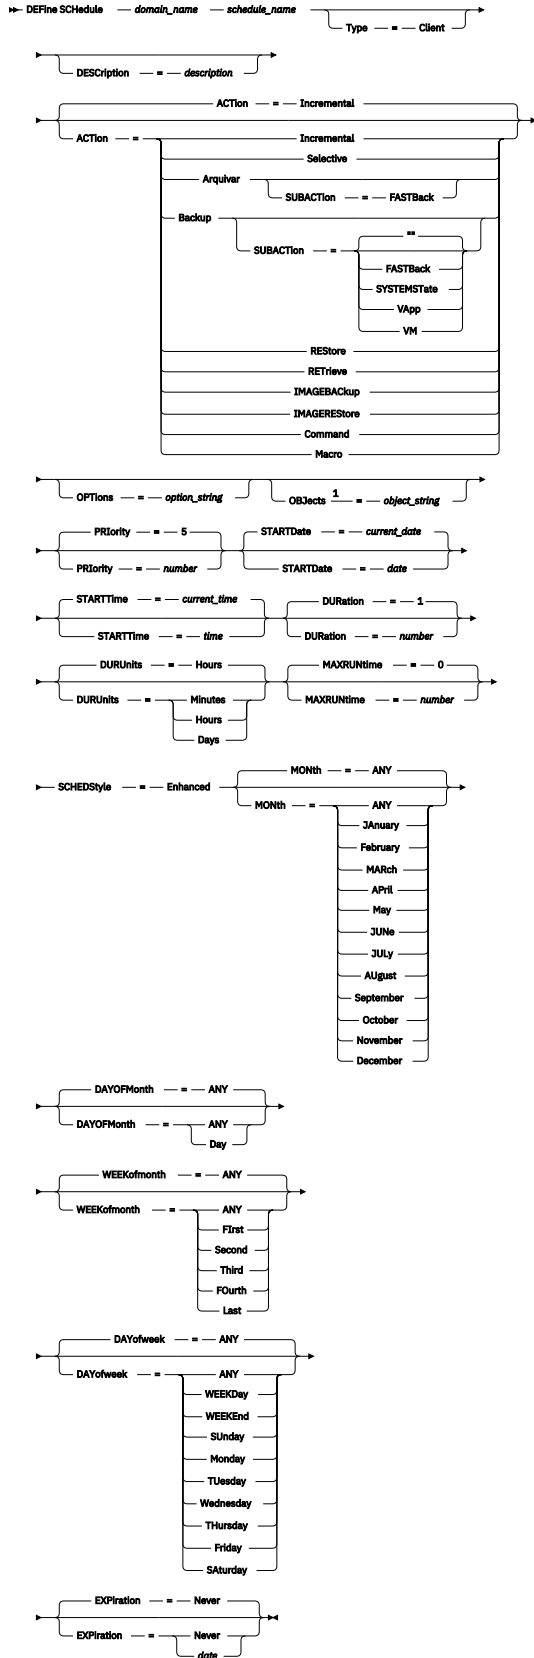 DEFine SCHedule domain_name schedule_name
Type = Client
DESCription = description
ACTion = Incremental
ACTion = Incremental
Selective
Arquivar
SUBACTion = FASTBack
Backup
""
SUBACTion =
FASTBack
SYSTEMSTate
VApp
VM
REStore
RETrieve
IMAGEBACkup
IMAGEREStore
Command
Macro
OPTions = option_string
OBJects 1 = object_string
PRIority = 5
PRIority = number
STARTDate = current_date
STARTDate = date
STARTTime = current_time
STARTTime = time
DURation = 1
DURation = number
DURUnits = Hours
DURUnits = Minutes
Hours
Days
MAXRUNtime = 0
MAXRUNtime = number
SCHEDStyle = Enhanced
MONth = ANY
MONth = ANY
JAnuary
February
MARch
APril
May
JUNe
JULy
AUgust
September
October
November
December
DAYOFMonth = ANY
DAYOFMonth = ANY
Day
WEEKofmonth = ANY
WEEKofmonth = ANY
FIrst
Second
Third
FOurth
Last
DAYofweek = ANY
DAYofweek = ANY
WEEKDay
WEEKEnd
SUnday
Monday
TUesday
Wednesday
THursday
Friday
SAturday
EXPiration = Never
EXPiration = Never
date